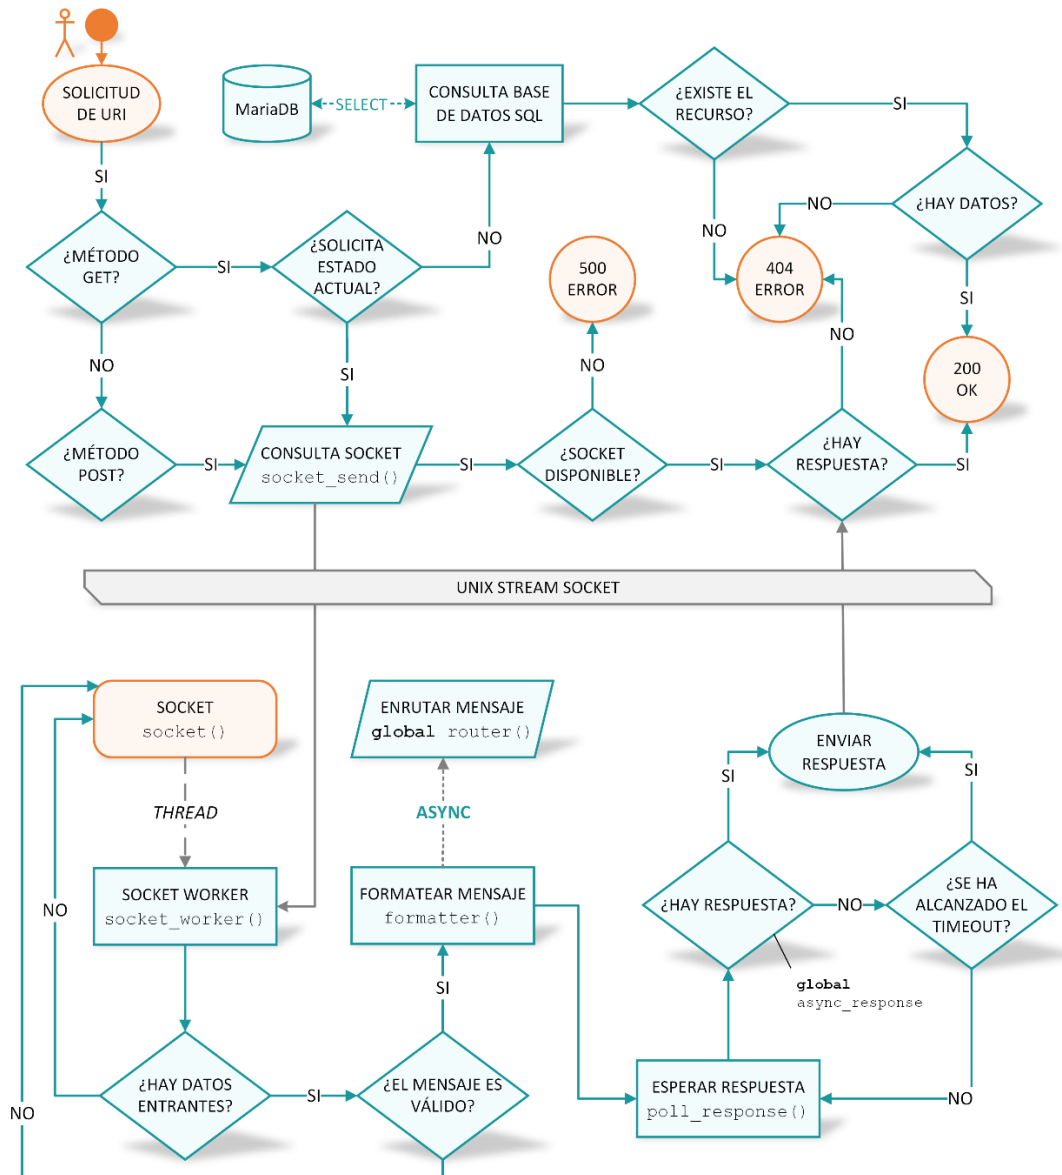 SOLICITUD
DE URI
MariaDB
SELECT
CONSULTA BASE
DE DATOS SQL
¿EXISTE EL
RECURSO?
SI
SI
NO
¿HAY DATOS?
NO
¿MÉTODO
GET?
SI
¿SOLICITA
ESTADO
ACTUAL?
NO
500
ERROR
404
ERROR
SI
NO
SI
NO
NO
200
OK
¿MÉTODO
POST?
SI
CONSULTA SOCKET
socket_send()
SI
¿SOCKET
DISPONIBLE?
SI
¿HAY
RESPUESTA?
SI
UNIX STREAM SOCKET
SOCKET
socket()
ENRUTAR MENSAJE
global router()
ENVIAR
RESPUESTA
SI
SI
THREAD
ASYNC
SOCKET WORKER
socket_worker()
FORMATEAR MENSAJE
formatter()
¿HAY RESPUESTA?
NO
¿SE HA
ALCANZADO EL
TIMEOUT?
NO
global
async_response
SI
¿HAY DATOS
ENTRANTES?
SI
¿EL MENSAJE ES
VÁLIDO?
ESPERAR RESPUESTA
poll_response()
NO
NO